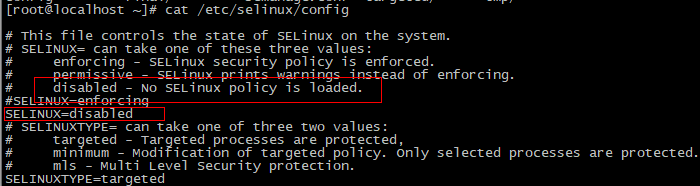 [root@localhost ~]# cat /etc/selinux/config
# This file controls the state of SELinux on the system.
# SELINUX= can take one of these three values:
#     enforcing - SELinux security policy is enforced.
#     permissive - SELinux prints warnings instead of enforcing.
#     disabled - No SELinux policy is loaded.
#SELINUX=enforcing
SELINUX=disabled
# SELINUXTYPE= can take one of three two values:
#     targeted - Targeted processes are protected,
#     minimum - Modification of targeted policy. Only selected processes are protected.
#     mls - Multi Level Security protection.
SELINUXTYPE=targeted